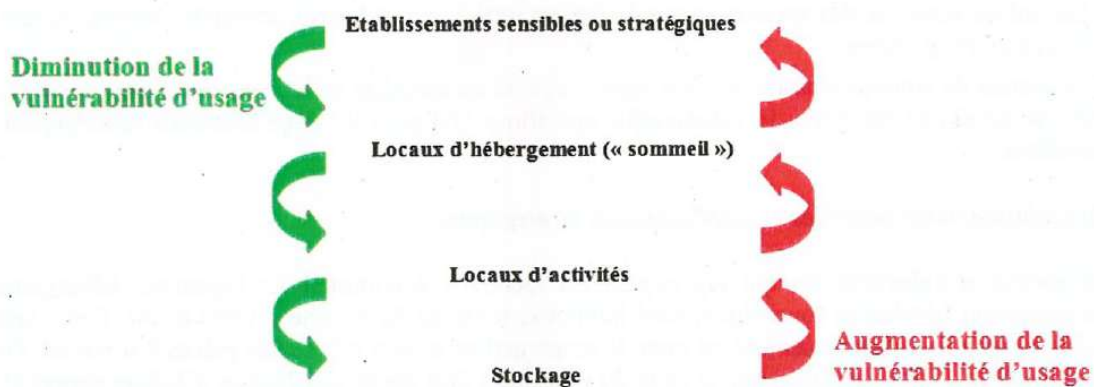 Etablissements sensibles ou stratégiques
Diminution de la
vulnérabilité d'usage
Locaux d'hébergement (« sommeil »)
Locaux d'activités
Stockage
Augmentation de la
vulnérabilité d'usage